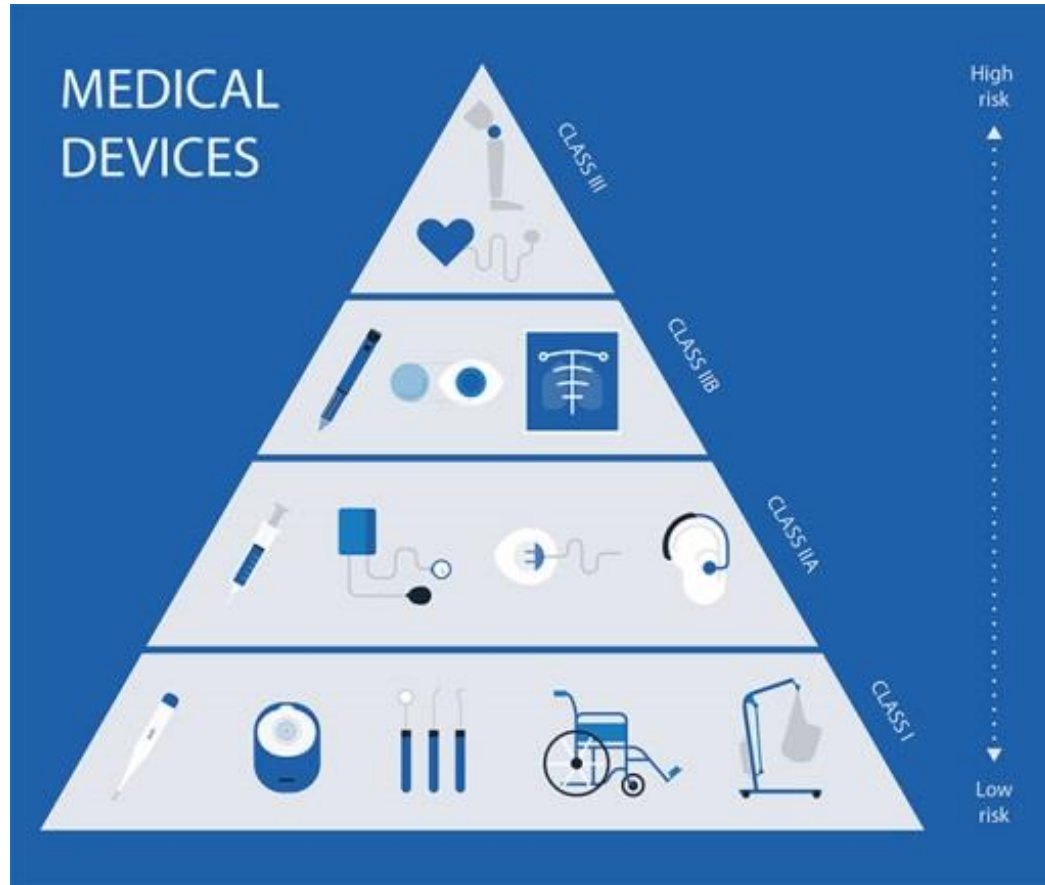 MEDICAL
DEVICES
High
risk
CLASS III
CLASS IIB
CLASS IIA
CLASS I
Low
risk